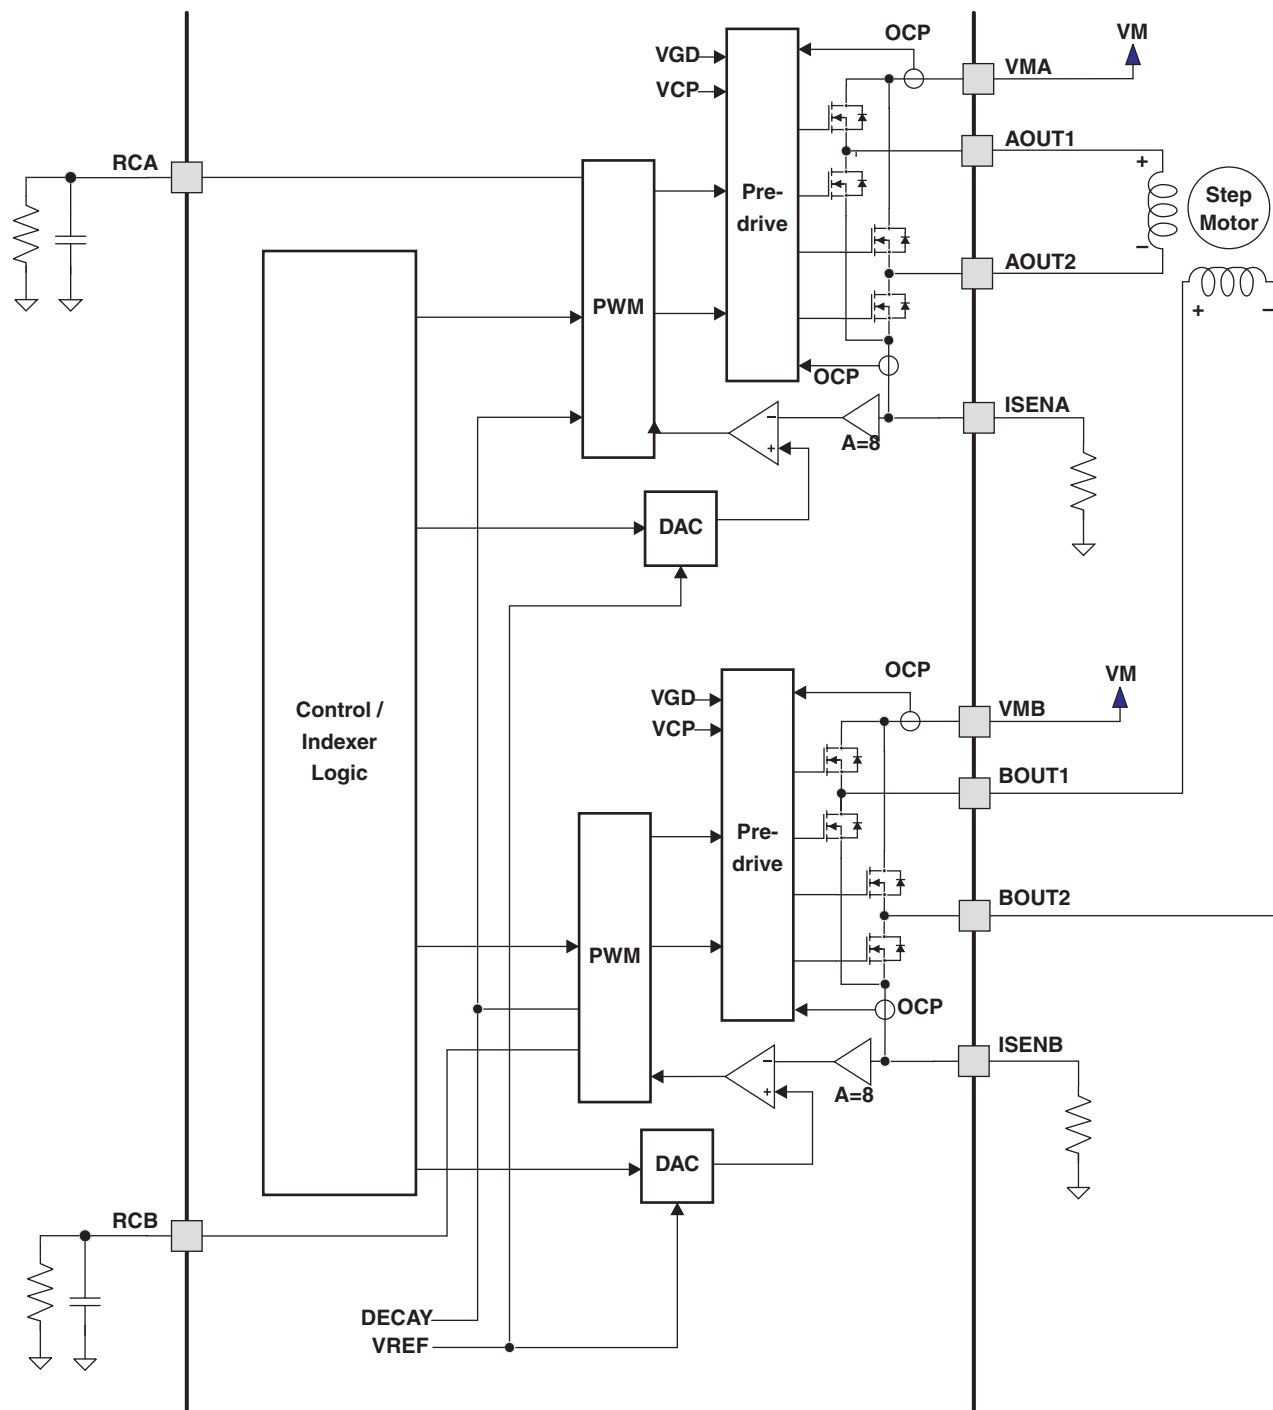 OCP
VM
VGD
VMA
VCP
AOUT1
RCA
+
Pre-
drive
Step
Motor
−
AOUT2
PWM
+
−
OCP
ISENA
−
A=8
+
DAC
OCP
VM
VGD
VMB
VCP
Control /
Indexer
Logic
BOUT1
Pre-
drive
BOUT2
PWM
OCP
ISENB
−
+
A=8
DAC
RCB
DECAY
VREF